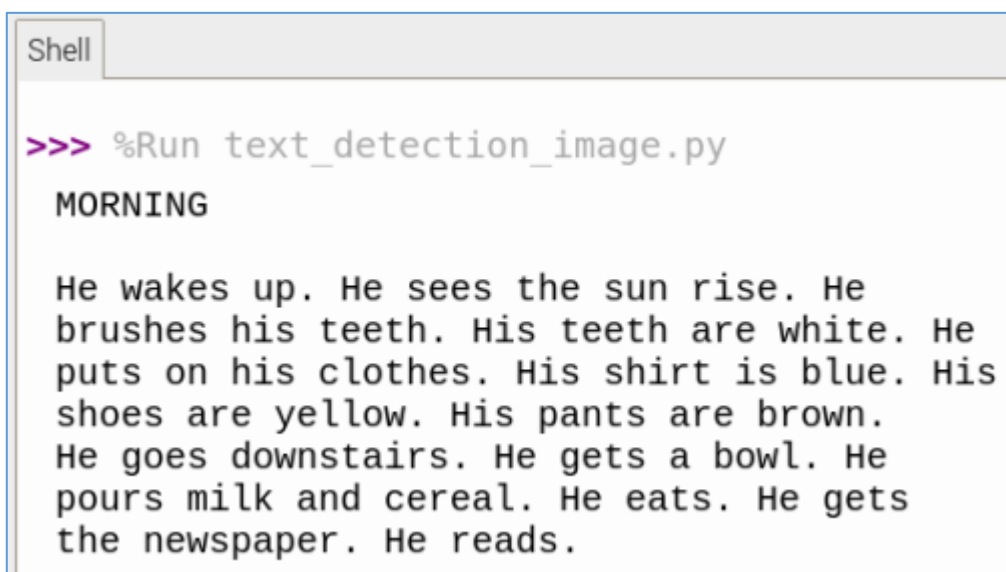 Shell
>>> %Run text_detection_image.py
MORNING
He wakes up. He sees the sun rise. He
brushes his teeth. His teeth are white. He
puts on his clothes. His shirt is blue. His
shoes are yellow. His pants are brown.
He goes downstairs. He gets a bowl. He
pours milk and cereal. He eats. He gets
the newspaper. He reads.